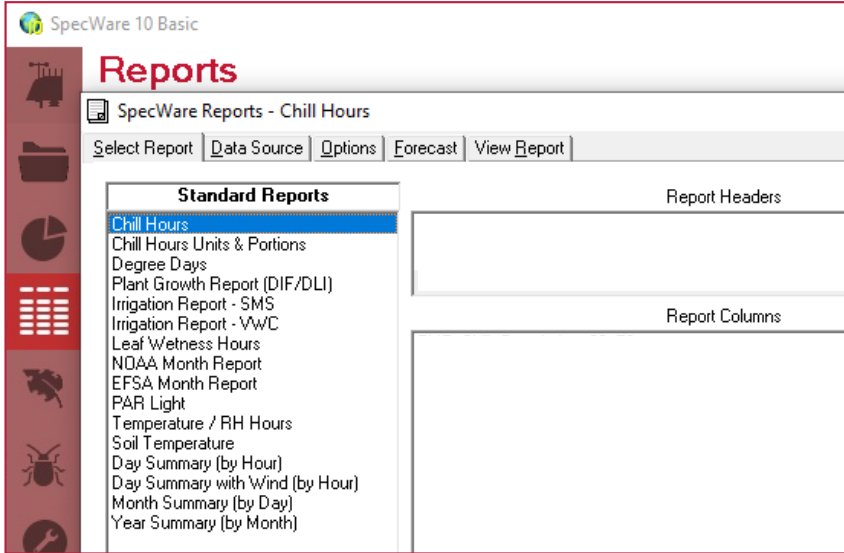 SpecWare 10 Basic
Reports
SpecWare Reports - Chill Hours
Select Report Data Source Options Forecast View Report
Standard Reports
Chill Hours
Chill Hours Units & Portions
Degree Days
Plant Growth Report (DIF/DLI)
Irrigation Report - SMS
Irrigation Report - VWC
Leaf Wetness Hours
NOAA Month Report
EFSA Month Report
PAR Light
Temperature / RH Hours
Soil Temperature
Day Summary (by Hour)
Day Summary with Wind (by Hour)
Month Summary (by Day)
Year Summary (by Month)
Report Headers
Report Columns